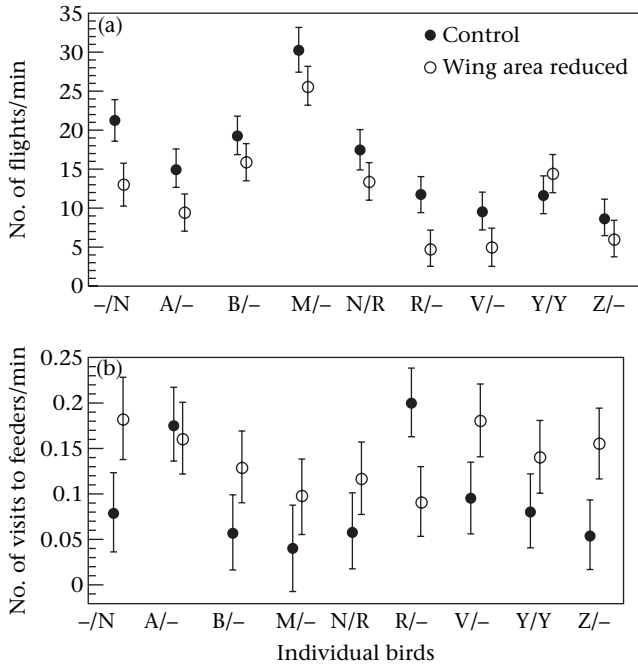 (a)
Control
Wing area reduced
No. of flights/min
35
30
25
20
15
10
5
0
–/N A/– B/– M/– N/R R/– V/– Y/Y Z/–
(b)
No. of visits to feeders/min
0.25
0.2
0.15
0.1
0.05
0
–/N A/– B/– M/– N/R R/– V/– Y/Y Z/–
Individual birds